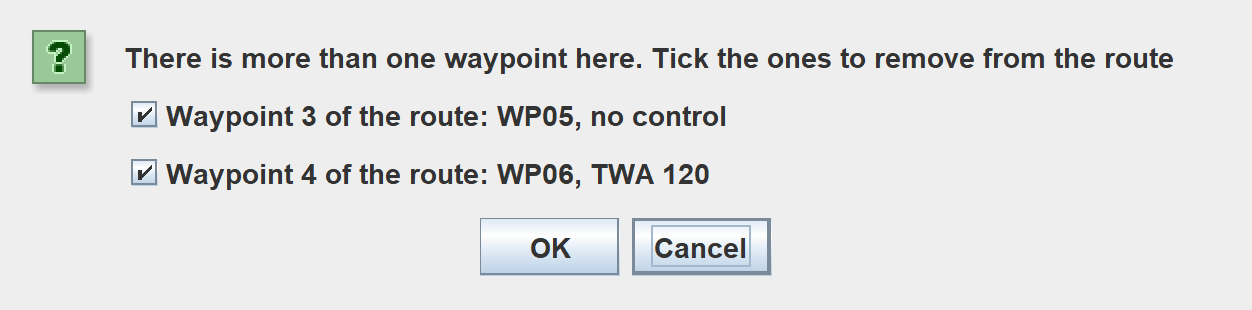 There is more than one waypoint here. Tick the ones to remove from the route
Waypoint 3 of the route: WP05, no control
Waypoint 4 of the route: WP06, TWA 120
OK Cancel